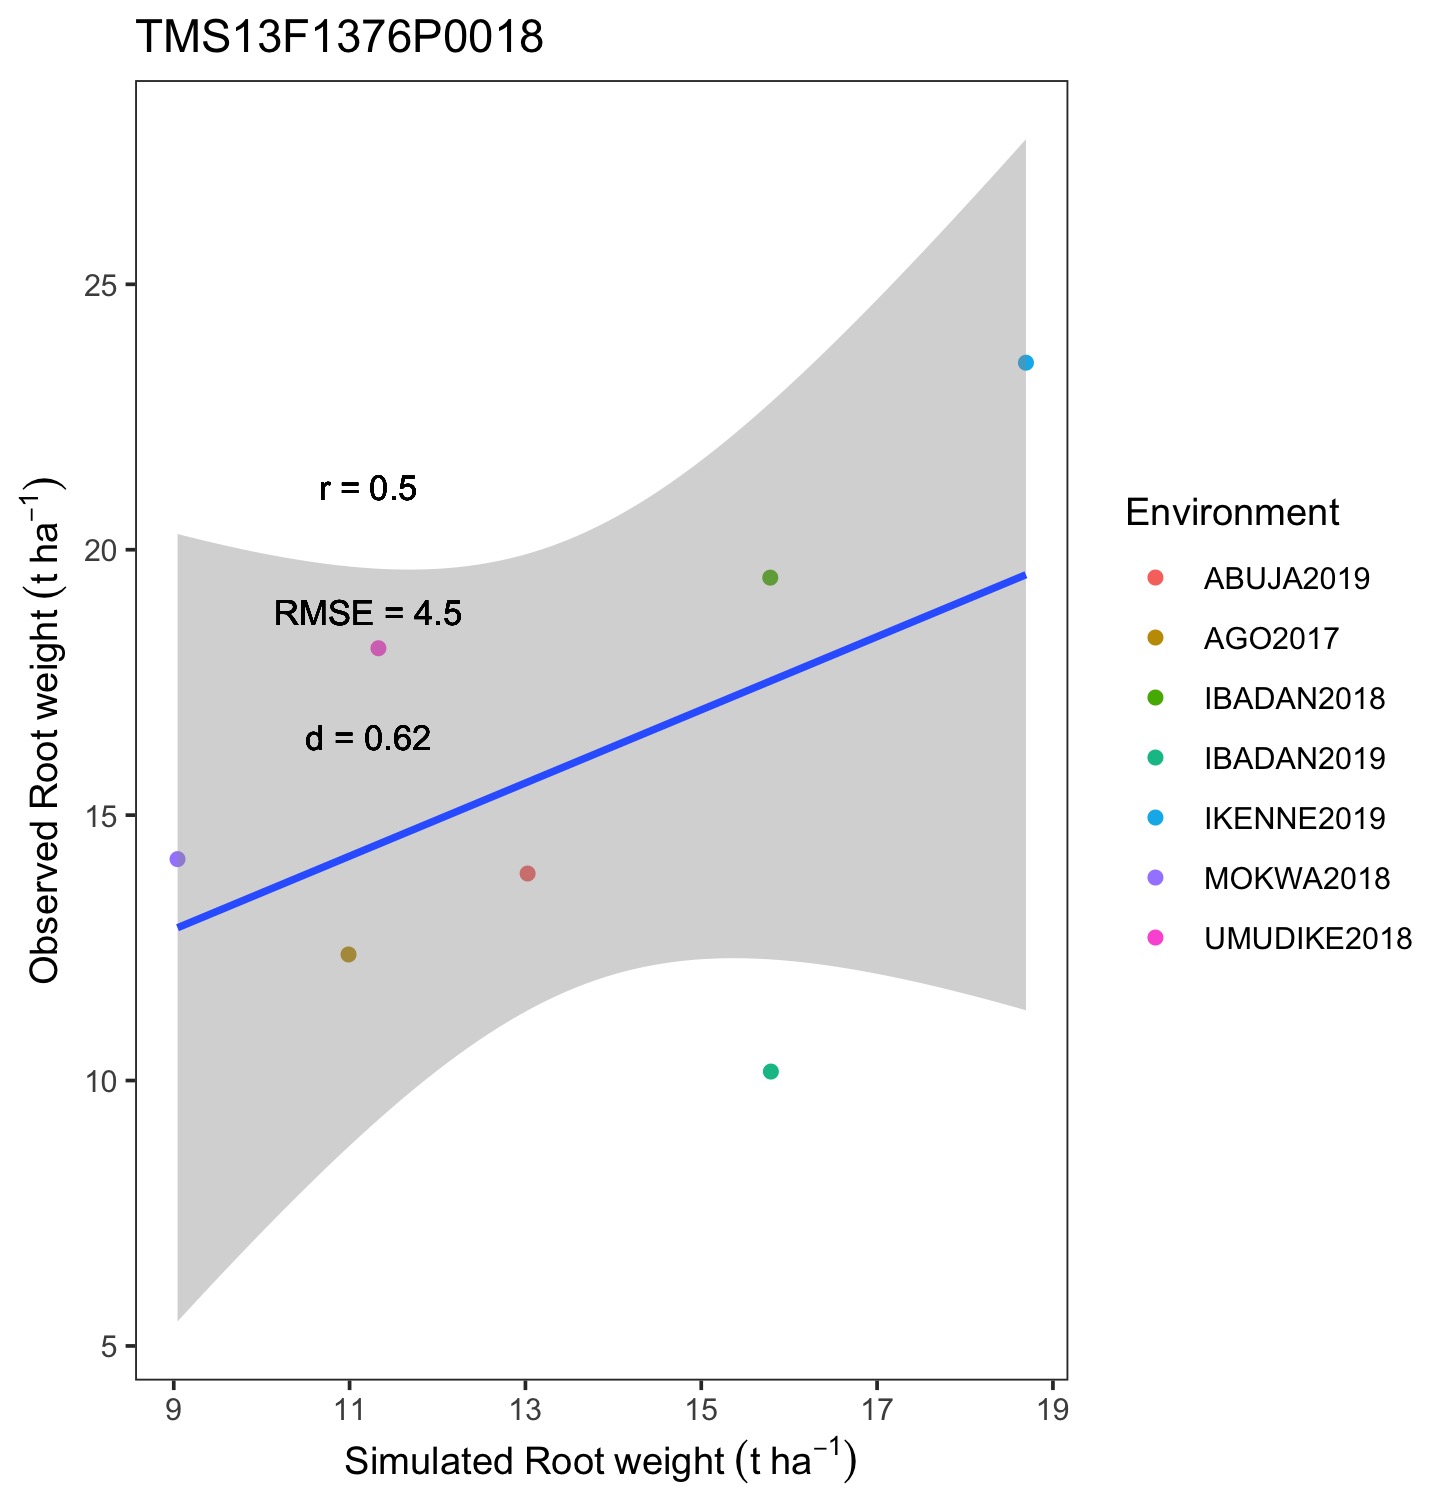 TMS13F1376P0018
25
20
15
10
5
Observed Root weight (t ha⁻¹)
r = 0.5
RMSE = 4.5
d = 0.62
9 11 13 15 17 19
Simulated Root weight (t ha⁻¹)
Environment
ABUJA2019
AGO2017
IBADAN2018
IBADAN2019
IKENNE2019
MOKWA2018
UMUDIKE2018